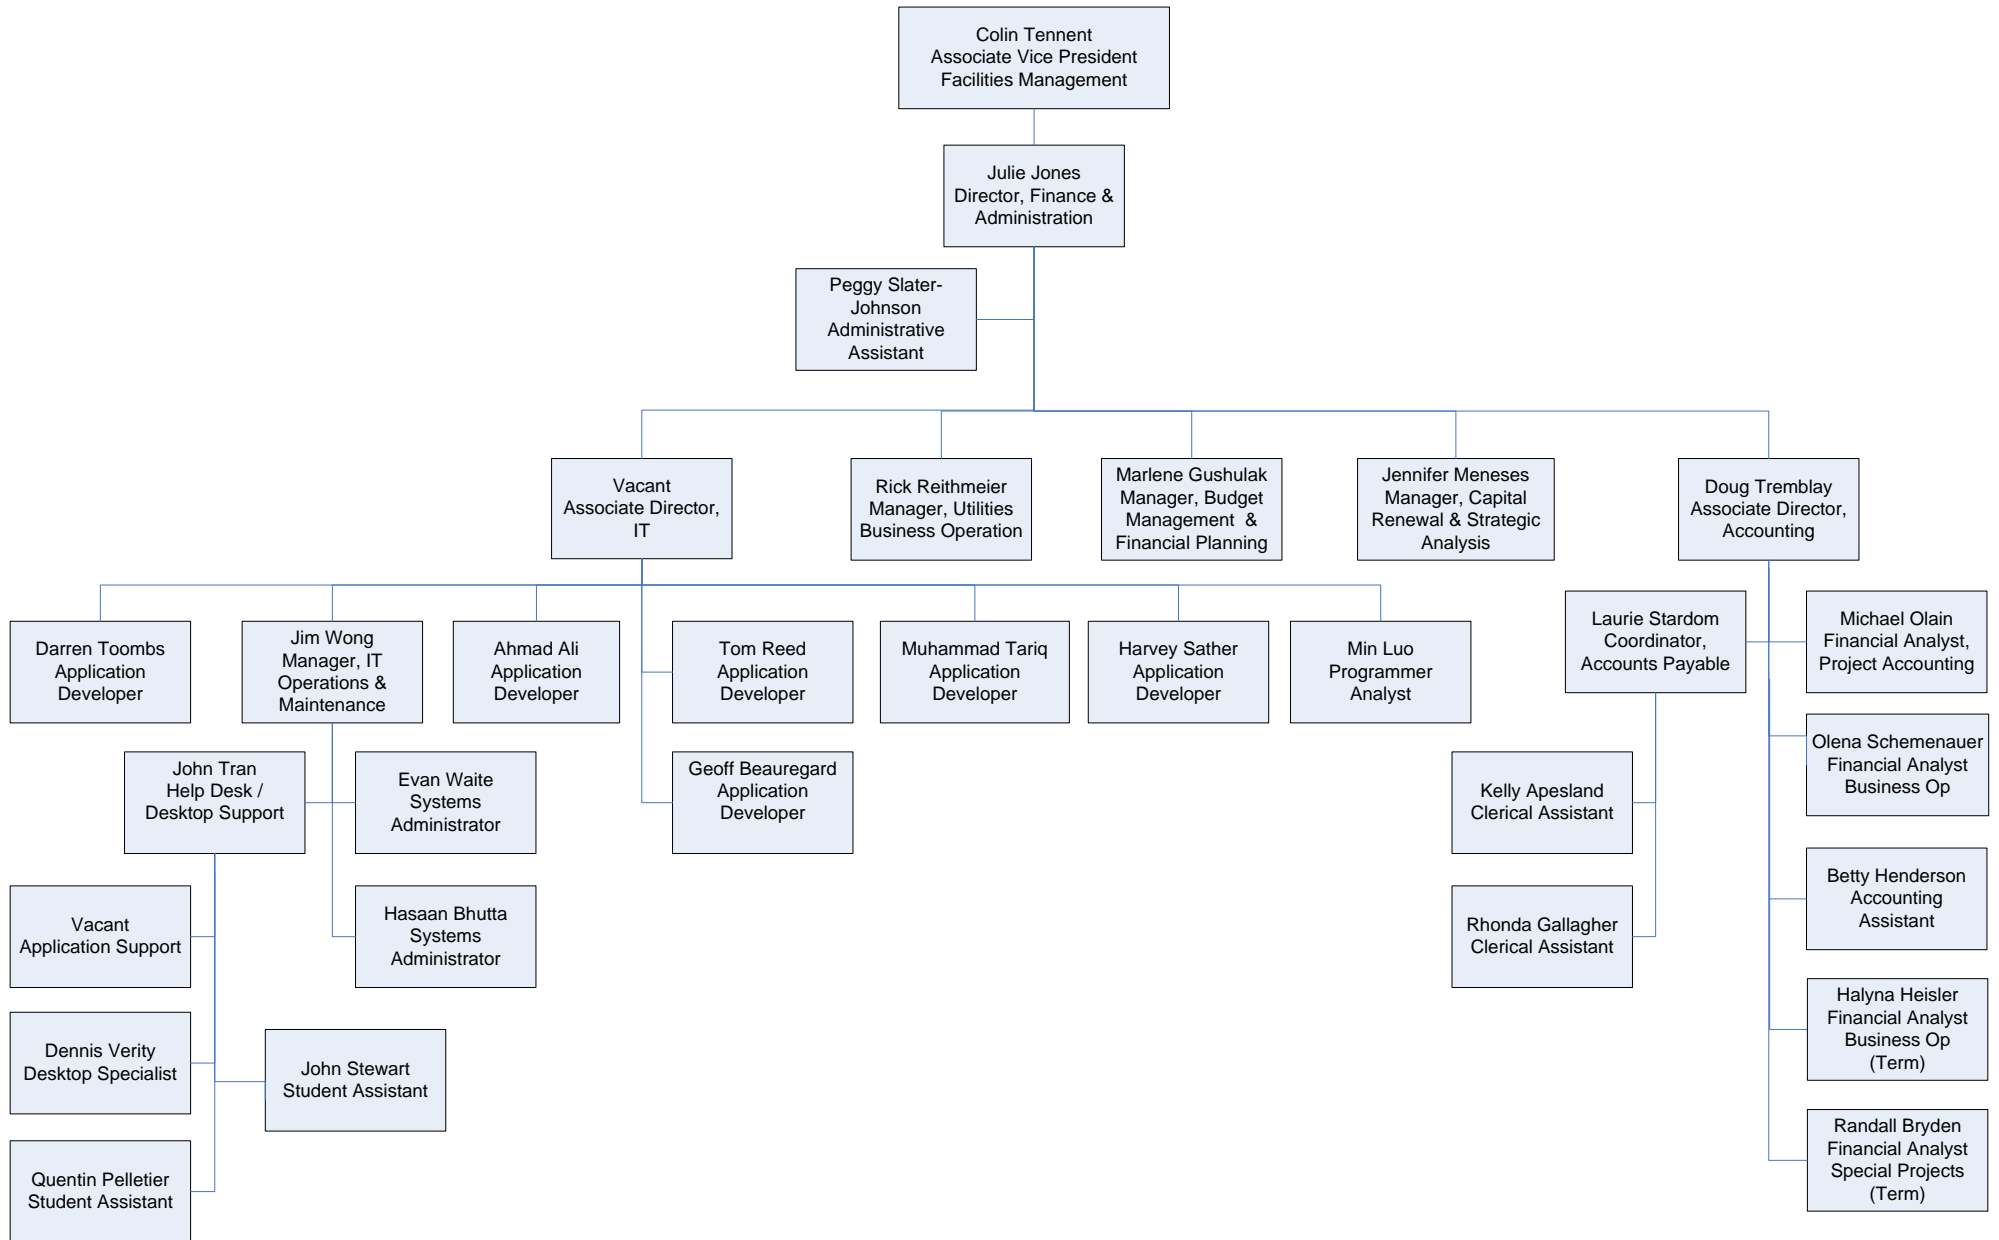 Colin Tennent
Associate Vice President
Facilities Management
Julie Jones
Director, Finance &
Administration
Peggy Slater-
Johnson
Administrative
Assistant
Vacant
Associate Director,
IT
Rick Reithmeier
Manager, Utilities
Business Operation
Marlene Gushulak
Manager, Budget
Management &
Financial Planning
Jennifer Meneses
Manager, Capital
Renewal & Strategic
Analysis
Doug Tremblay
Associate Director,
Accounting
Darren Toombs
Application
Developer
Jim Wong
Manager, IT
Operations &
Maintenance
Ahmad Ali
Application
Developer
Tom Reed
Application
Developer
Muhammad Tariq
Application
Developer
Harvey Sather
Application
Developer
Min Luo
Programmer
Analyst
Laurie Stardom
Coordinator,
Accounts Payable
Michael Olain
Financial Analyst,
Project Accounting
John Tran
Help Desk /
Desktop Support
Evan Waite
Systems
Administrator
Geoff Beauregard
Application
Developer
Kelly Apesland
Clerical Assistant
Olena Schemenauer
Financial Analyst
Business Op
Vacant
Application Support
Hasaan Bhutta
Systems
Administrator
Rhonda Gallagher
Clerical Assistant
Betty Henderson
Accounting
Assistant
Dennis Verity
Desktop Specialist
John Stewart
Student Assistant
Halyna Heisler
Financial Analyst
Business Op
(Term)
Quentin Pelletier
Student Assistant
Randall Bryden
Financial Analyst
Special Projects
(Term)